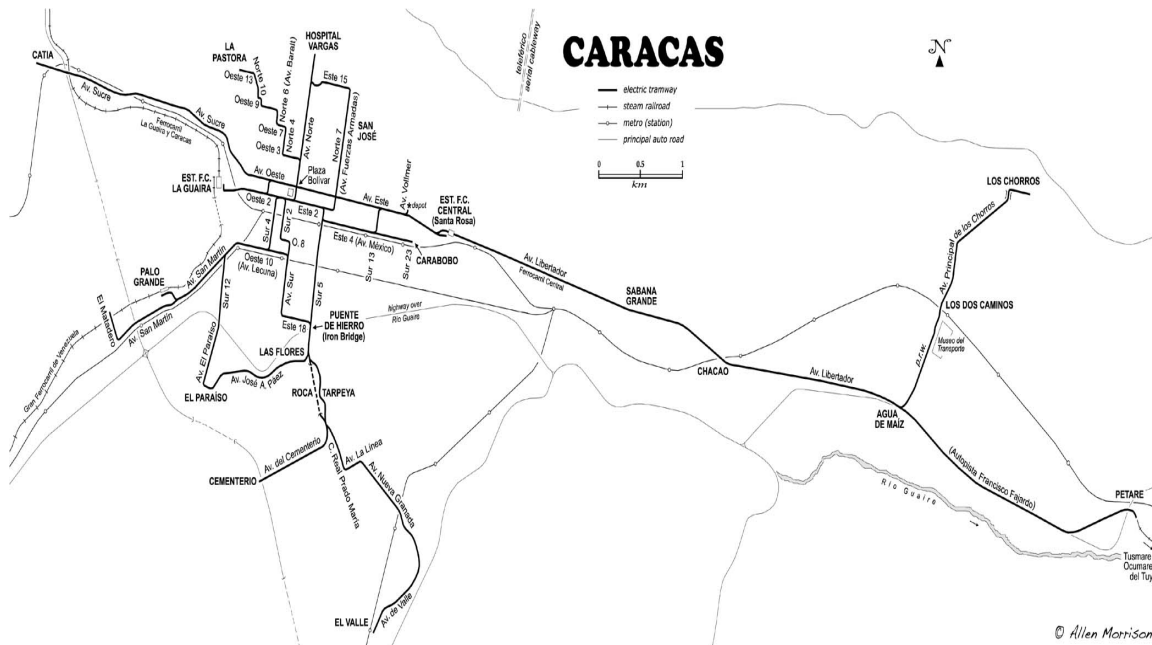 CARACAS
N
electric tramway
steam railroad
metro (station)
principal auto road
0 0.5 1
km
teleférico
aerial cableway
HOSPITAL
VARGAS
LA
PASTORA
CATIA
Oeste 13
Norte 10
Oeste 9
Oeste 7
Oeste 3
Norte 6 (Av. Baralt)
Norte 4
Av. Norte
Este 15
Norte 7
(Av. Fuerzas Armadas)
SAN
JOSÉ
Av. Sucre
Av. Sucre
Ferrocarril
La Guaira y Caracas
Av. Oeste
Plaza
Bolívar
EST. F.C.
LA GUAIRA
Oeste 2
Este 2
Av. Este
Av. Vollmer
depot
EST. F.C.
CENTRAL
(Santa Rosa)
Sur 4
Sur 2
O. 8
Este 4 (Av. México)
CARABOBO
Sur 13
Sur 23
Oeste 10
(Av. Lecuna)
Av. Sur
Sur 5
Sur 12
Av. San Martín
PALO
GRANDE
El Matadero
Av. San Martín
Gran Ferrocarril de Venezuela
Este 18
PUENTE
DE HIERRO
(Iron Bridge)
highway over
Río Guaire
LAS FLORES
Av. El Paraíso
Av. José A. Páez
EL PARAÍSO
ROCA TARPEYA
Av. del Cementerio
CEMENTERIO
C. Real Prado María
Av. La Línea
Av. Nueva Granada
EL VALLE
Av. de Valle
Av. Libertador
Ferrocarril Central
SABANA
GRANDE
CHACAO
Av. Libertador
AGUA
DE MAÍZ
p.r.w.
Museo del
Transporte
LOS DOS CAMINOS
Av. Principal de los Chorros
LOS CHORROS
(Autopista Francisco Fajardo)
Río Guaire
PETARE
Tusmare
Ocumare
del Tuy
© Allen Morrison